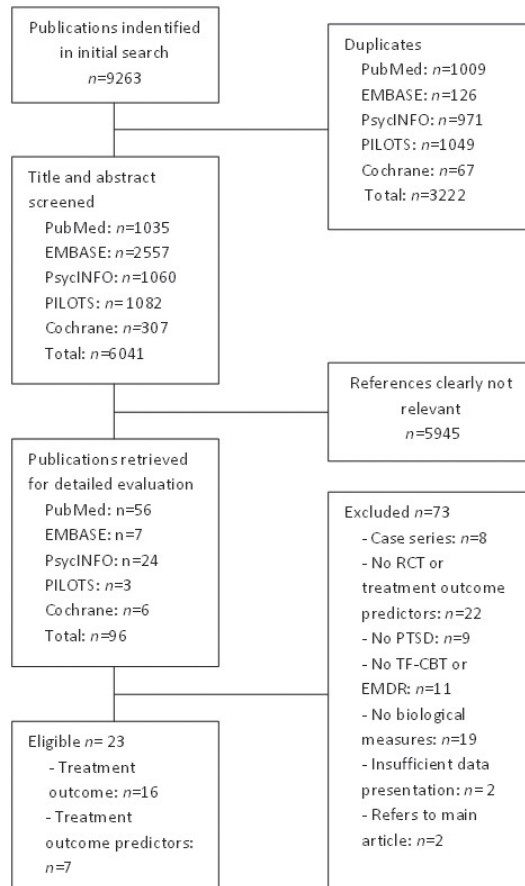 Publications indentified
in initial search
n=9263
Duplicates
PubMed: n=1009
EMBASE: n=126
PsycINFO: n=971
PILOTS: n=1049
Cochrane: n=67
Total: n=3222
Title and abstract
screened
PubMed: n=1035
EMBASE: n=2557
PsycINFO: n=1060
PILOTS: n=1082
Cochrane: n=307
Total: n=6041
References clearly not
relevant
n=5945
Publications retrieved
for detailed evaluation
PubMed: n=56
EMBASE: n=7
PsycINFO: n=24
PILOTS: n=3
Cochrane: n=6
Total: n=96
Excluded n=73
- Case series: n=8
- No RCT or
treatment outcome
predictors: n=22
- No PTSD: n=9
- No TF-CBT or
EMDR: n=11
- No biological
measures: n=19
- Insufficient data
presentation: n= 2
- Refers to main
article: n=2
Eligible n= 23
- Treatment
outcome: n=16
- Treatment
outcome predictors:
n=7